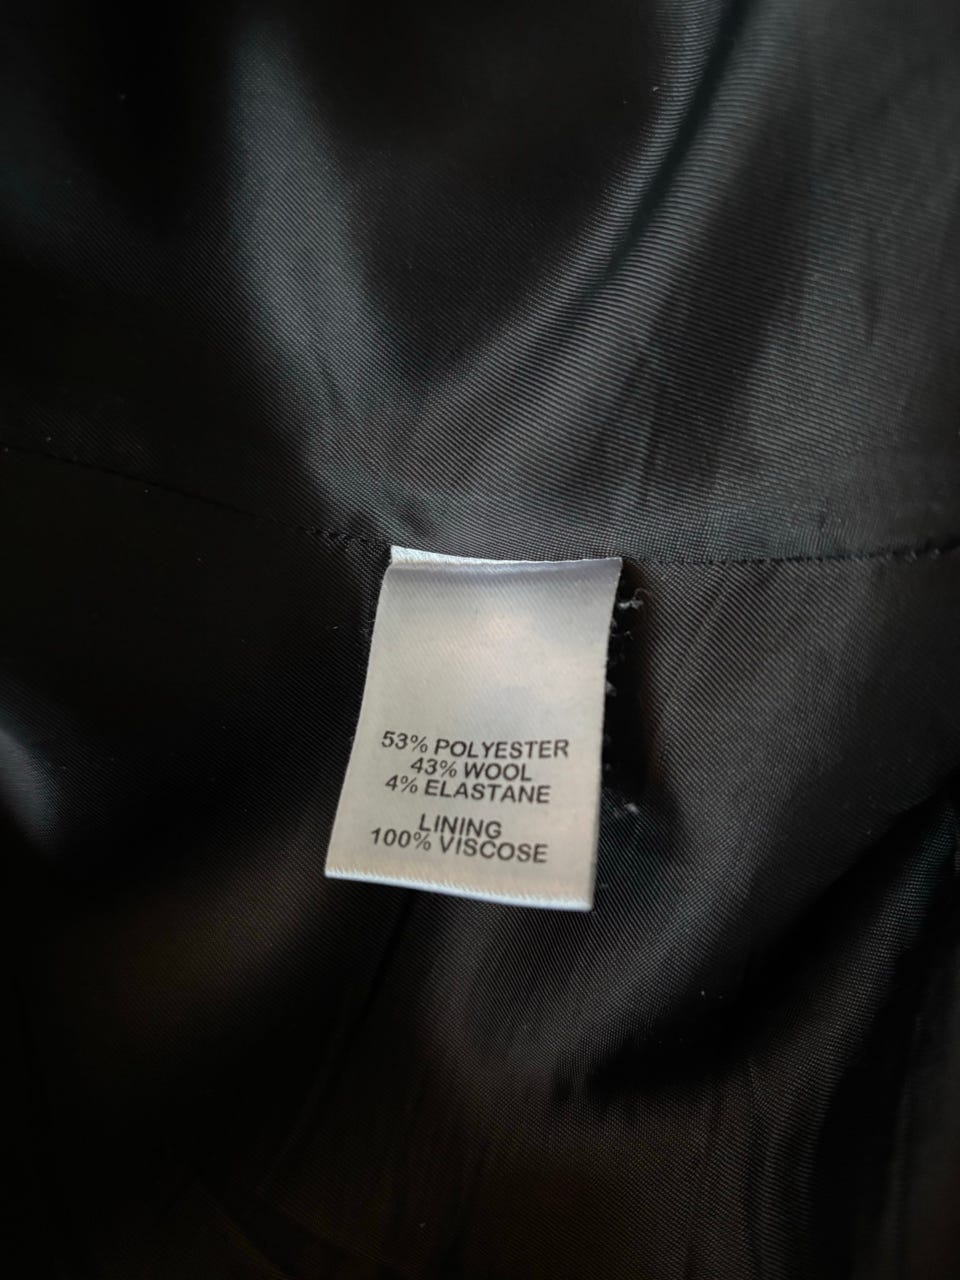 53% POLYESTER
43% WOOL
4% ELASTANE
LINING
100% VISCOSE